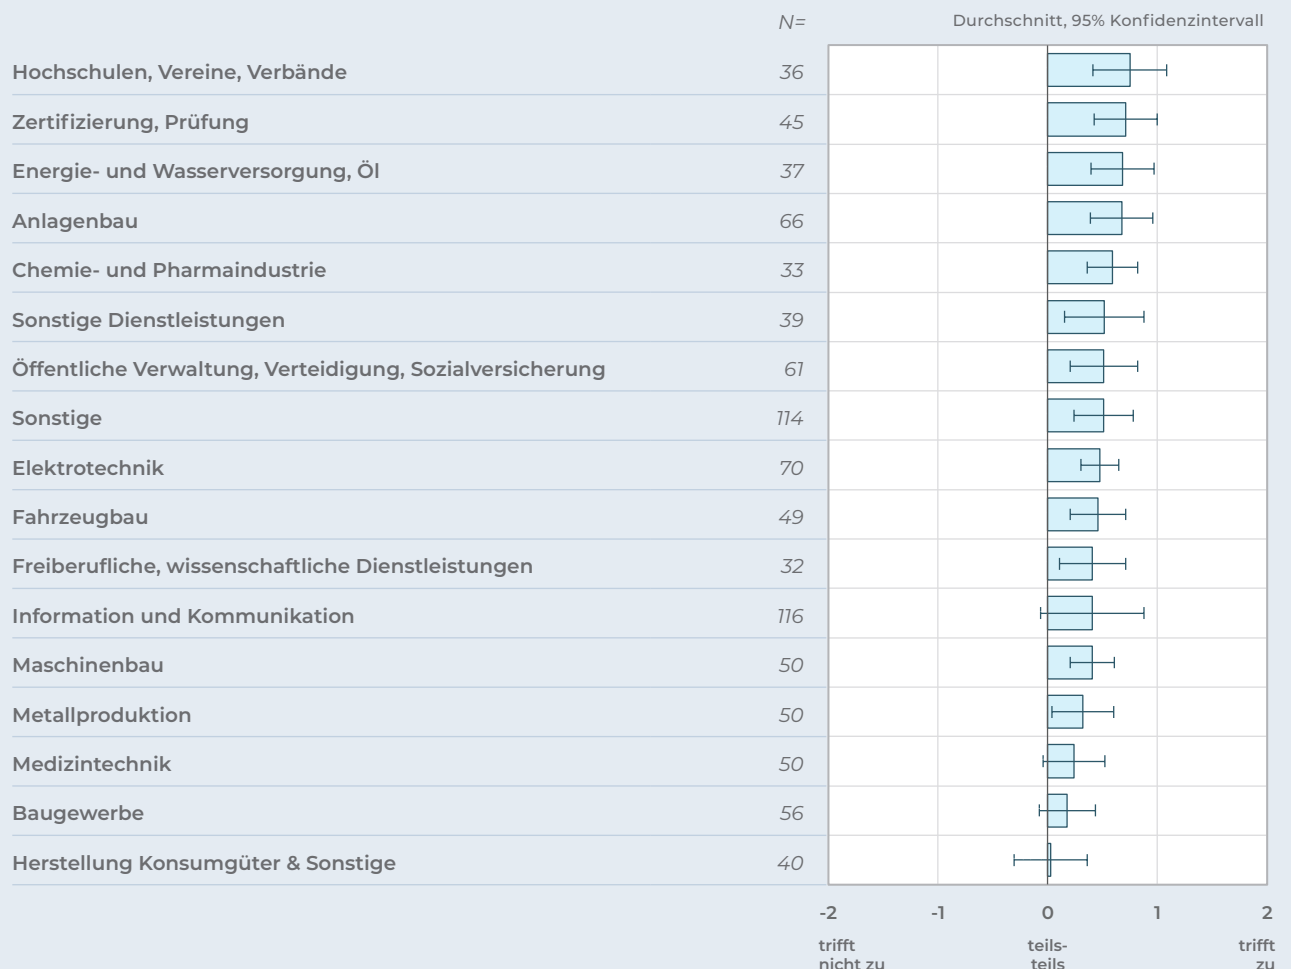 N= Durchschnitt, 95% Konfidenzintervall
Hochschulen, Vereine, Verbände 36
Zertifizierung, Prüfung 45
Energie- und Wasserversorgung, Öl 37
Anlagenbau 66
Chemie- und Pharmaindustrie 33
Sonstige Dienstleistungen 39
Öffentliche Verwaltung, Verteidigung, Sozialversicherung 61
Sonstige 114
Elektrotechnik 70
Fahrzeugbau 49
Freiberufliche, wissenschaftliche Dienstleistungen 32
Information und Kommunikation 116
Maschinenbau 50
Metallproduktion 50
Medizintechnik 50
Baugewerbe 56
Herstellung Konsumgüter & Sonstige 40
-2 -1 0 1 2
trifft teils- trifft
nicht zu teils zu